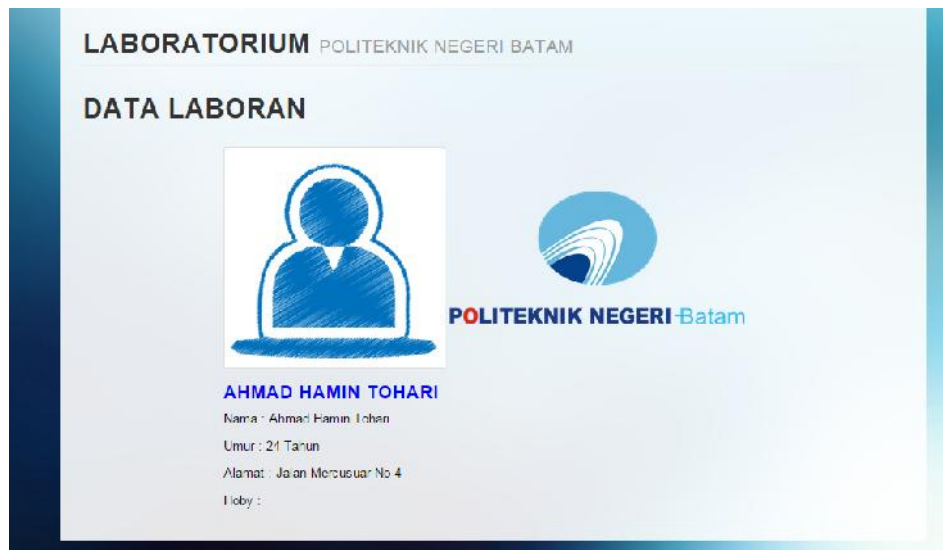 LABORATORIUM POLITEKNIK NEGERI BATAM
DATA LABORAN
POLITEKNIK NEGERI Batam
AHMAD HAMIN TOHARI
Nama : Ahmad Hamin Tohari
Umur : 24 Tahun
Alamat : Jalan Mercusuar No 4
Hoby :